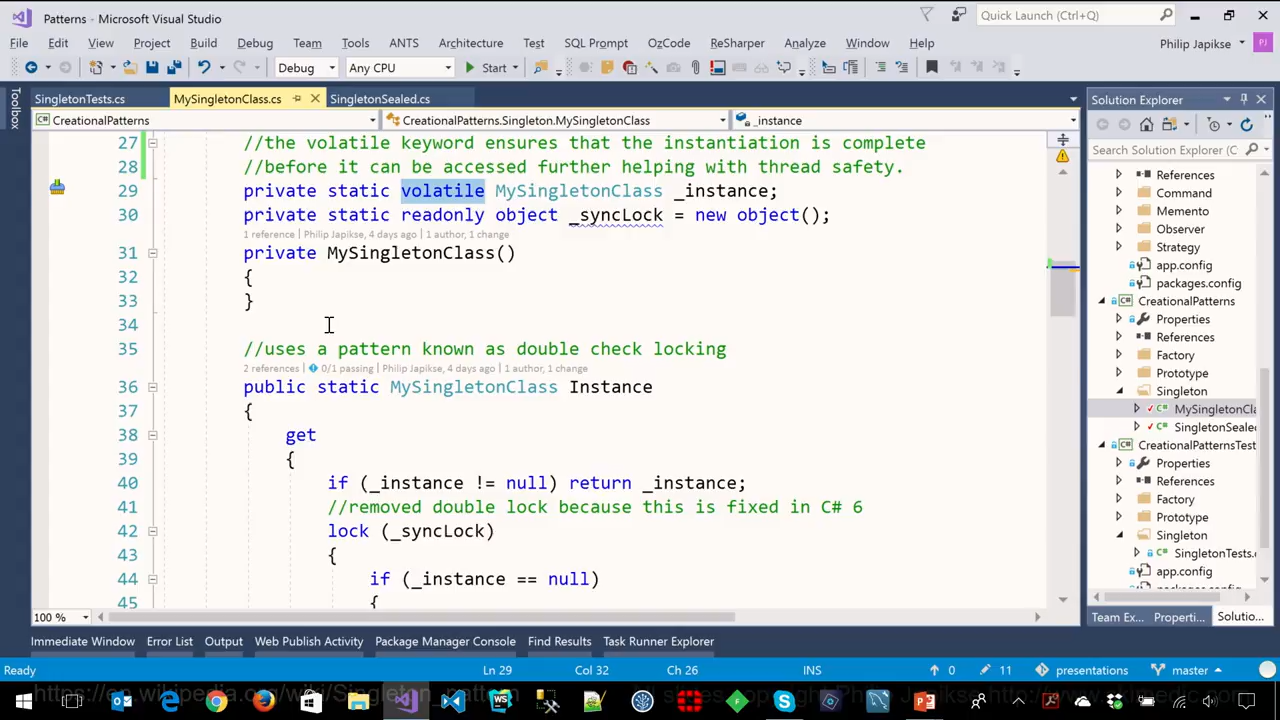 Patterns - Microsoft Visual Studio
Quick Launch (Ctrl+Q)
File Edit View Project Build Debug Team Tools ANTS Architecture Test SQL Prompt OzCode ReSharper Analyze Window Help
Philip Japikse PJ
Debug Any CPU Start
Toolbox
SingletonTests.cs MySingletonClass.cs SingletonSealed.cs
CreationalPatterns CreationalPatterns.Singleton.MySingletonClass _instance
27 //the volatile keyword ensures that the instantiation is complete
28 //before it can be accessed further helping with thread safety.
29 private static volatile MySingletonClass _instance;
30 private static readonly object _syncLock = new object();
1 reference | Philip Japikse, 4 days ago | 1 author, 1 change
31 private MySingletonClass()
32 {
33 }
34
35 //uses a pattern known as double check locking
2 references | 0/1 passing | Philip Japikse, 4 days ago | 1 author, 1 change
36 public static MySingletonClass Instance
37 {
38 get
39 {
40 if (_instance != null) return _instance;
41 //removed double lock because this is fixed in C# 6
42 lock (_syncLock)
43 {
44 if (_instance == null)
45 {
100 %
Solution Explorer
Search Solution Explorer
References
Command
Memento
Observer
Strategy
app.config
packages.config
C# CreationalPatterns
Properties
References
Factory
Prototype
Singleton
C# MySingletonCla
C# SingletonSealed
C# CreationalPatternsTest
Properties
References
Factory
Prototype
Singleton
C# SingletonTests.c
app.config
Team Ex... Properti... Solutio...
Immediate Window Error List Output Web Publish Activity Package Manager Console Find Results Task Runner Explorer
Ready Ln 29 Col 32 Ch 26 INS 0 11 presentations master
https://en.wikipedia.org/wiki/Singleton_pattern